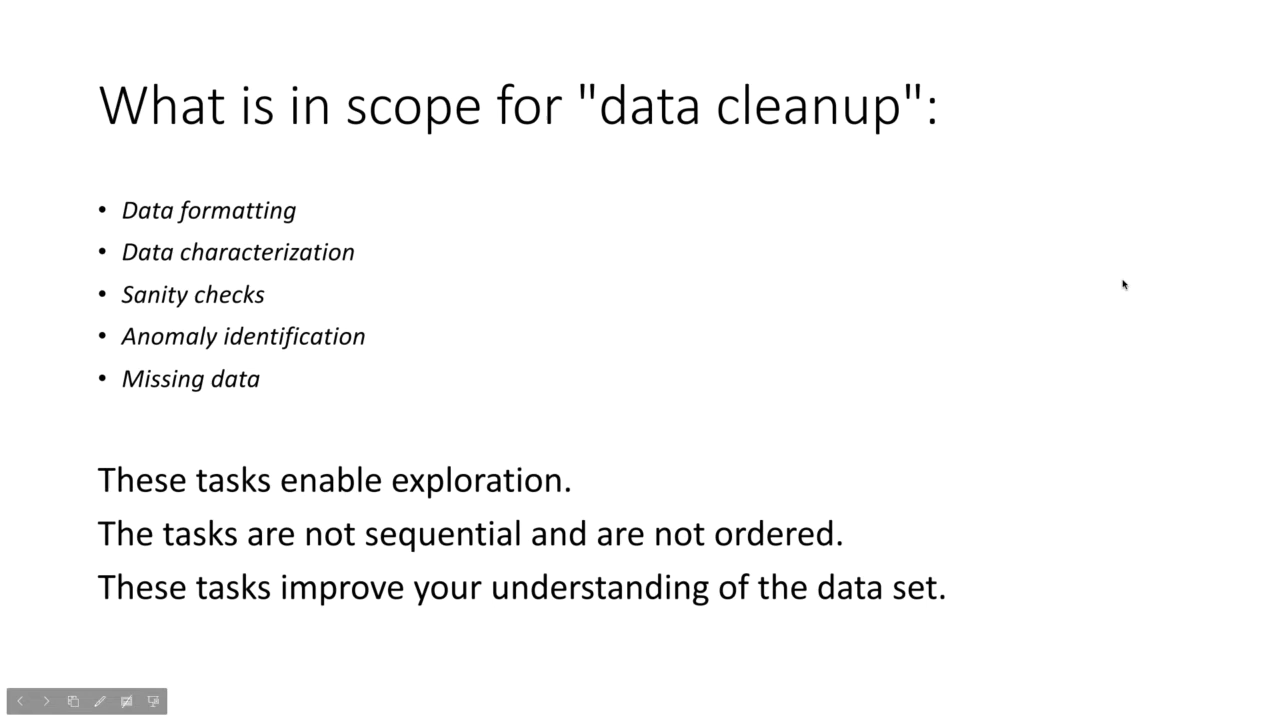 What is in scope for "data cleanup":
• Data formatting
• Data characterization
• Sanity checks
• Anomaly identification
• Missing data
These tasks enable exploration.
The tasks are not sequential and are not ordered.
These tasks improve your understanding of the data set.